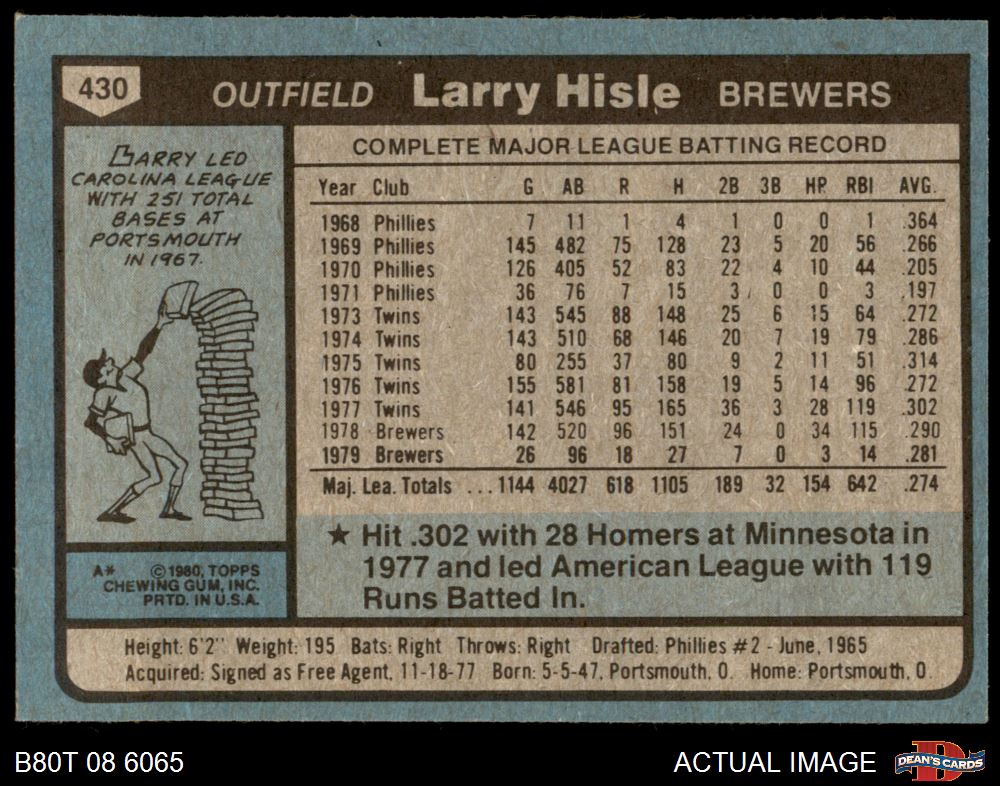 430 OUTFIELD Larry Hisle BREWERS
BARRY LED
CAROLINA LEAGUE
WITH 251 TOTAL
BASES AT
PORTSMOUTH
IN 1967.
COMPLETE MAJOR LEAGUE BATTING RECORD
Year Club G AB R H 2B 3B HR RBI AVG.
1968 Phillies 7 11 1 4 1 0 0 1 .364
1969 Phillies 145 482 75 128 23 5 20 56 .266
1970 Phillies 126 405 52 83 22 4 10 44 .205
1971 Phillies 36 76 7 15 3 0 0 3 .197
1973 Twins 143 545 88 148 25 6 15 64 .272
1974 Twins 143 510 68 146 20 7 19 79 .286
1975 Twins 80 255 37 80 9 2 11 51 .314
1976 Twins 155 581 81 158 19 5 14 96 .272
1977 Twins 141 546 95 165 36 3 28 119 .302
1978 Brewers 142 520 96 151 24 0 34 115 .290
1979 Brewers 26 96 18 27 7 0 3 14 .281
Maj. Lea. Totals ... 1144 4027 618 1105 189 32 154 642 .274
★ Hit .302 with 28 Homers at Minnesota in
1977 and led American League with 119
Runs Batted In.
A* ©1980, TOPPS
CHEWING GUM, INC.
PRTD. IN U.S.A.
Height: 6'2" Weight: 195 Bats: Right Throws: Right Drafted: Phillies #2 - June, 1965
Acquired: Signed as Free Agent, 11-18-77 Born: 5-5-47, Portsmouth, O. Home: Portsmouth, O.
B80T 08 6065 ACTUAL IMAGE D DEAN'S CARDS